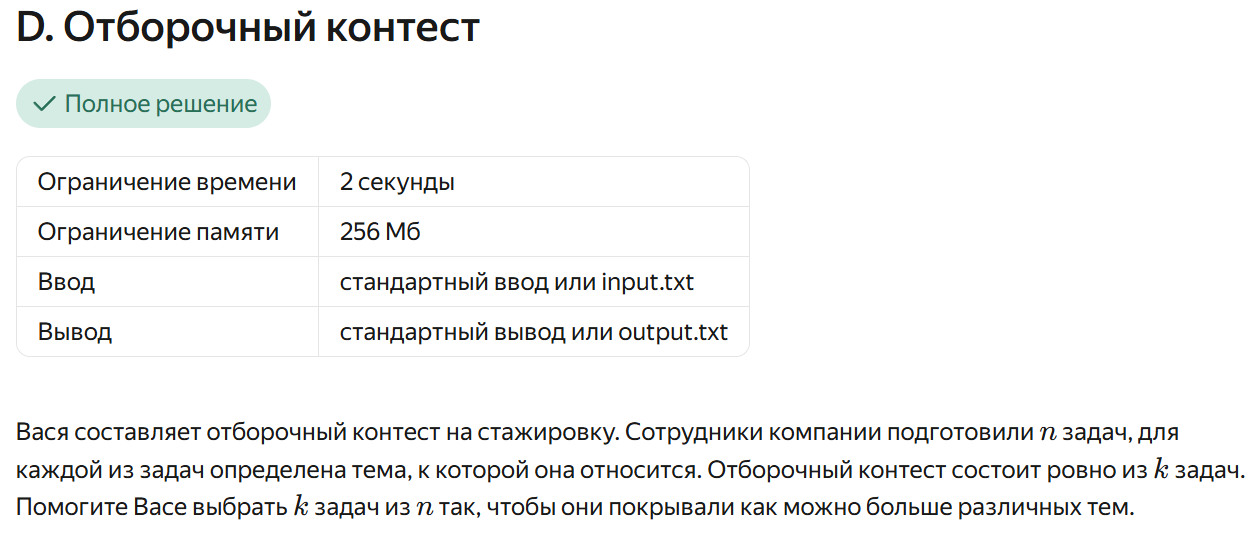 D. Отборочный контест
Полное решение
Ограничение времени 2 секунды
Ограничение памяти 256 Мб
Ввод стандартный ввод или input.txt
Вывод стандартный вывод или output.txt
Вася составляет отборочный контест на стажировку. Сотрудники компании подготовили n задач, для
каждой из задач определена тема, к которой она относится. Отборочный контест состоит ровно из k задач.
Помогите Васе выбрать k задач из n так, чтобы они покрывали как можно больше различных тем.